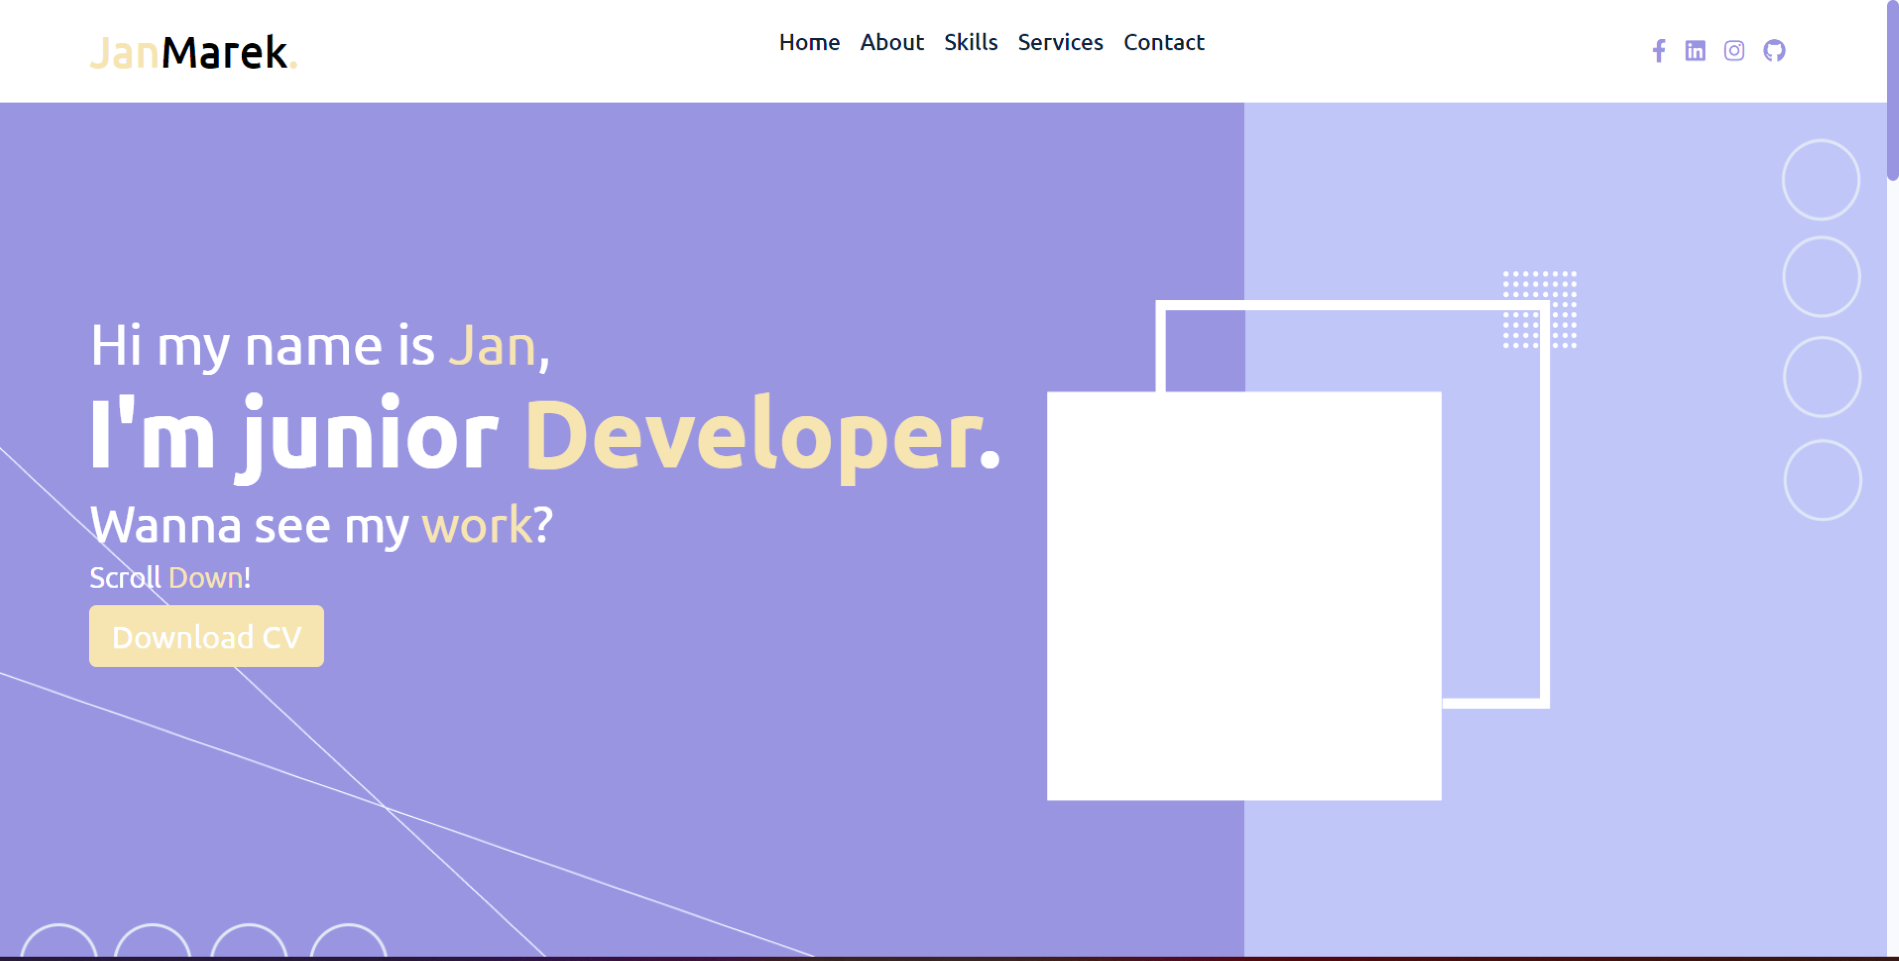 JanMarek.
Home About Skills Services Contact
Hi my name is Jan,
I'm junior Developer.
Wanna see my work?
Scroll Down!
Download CV